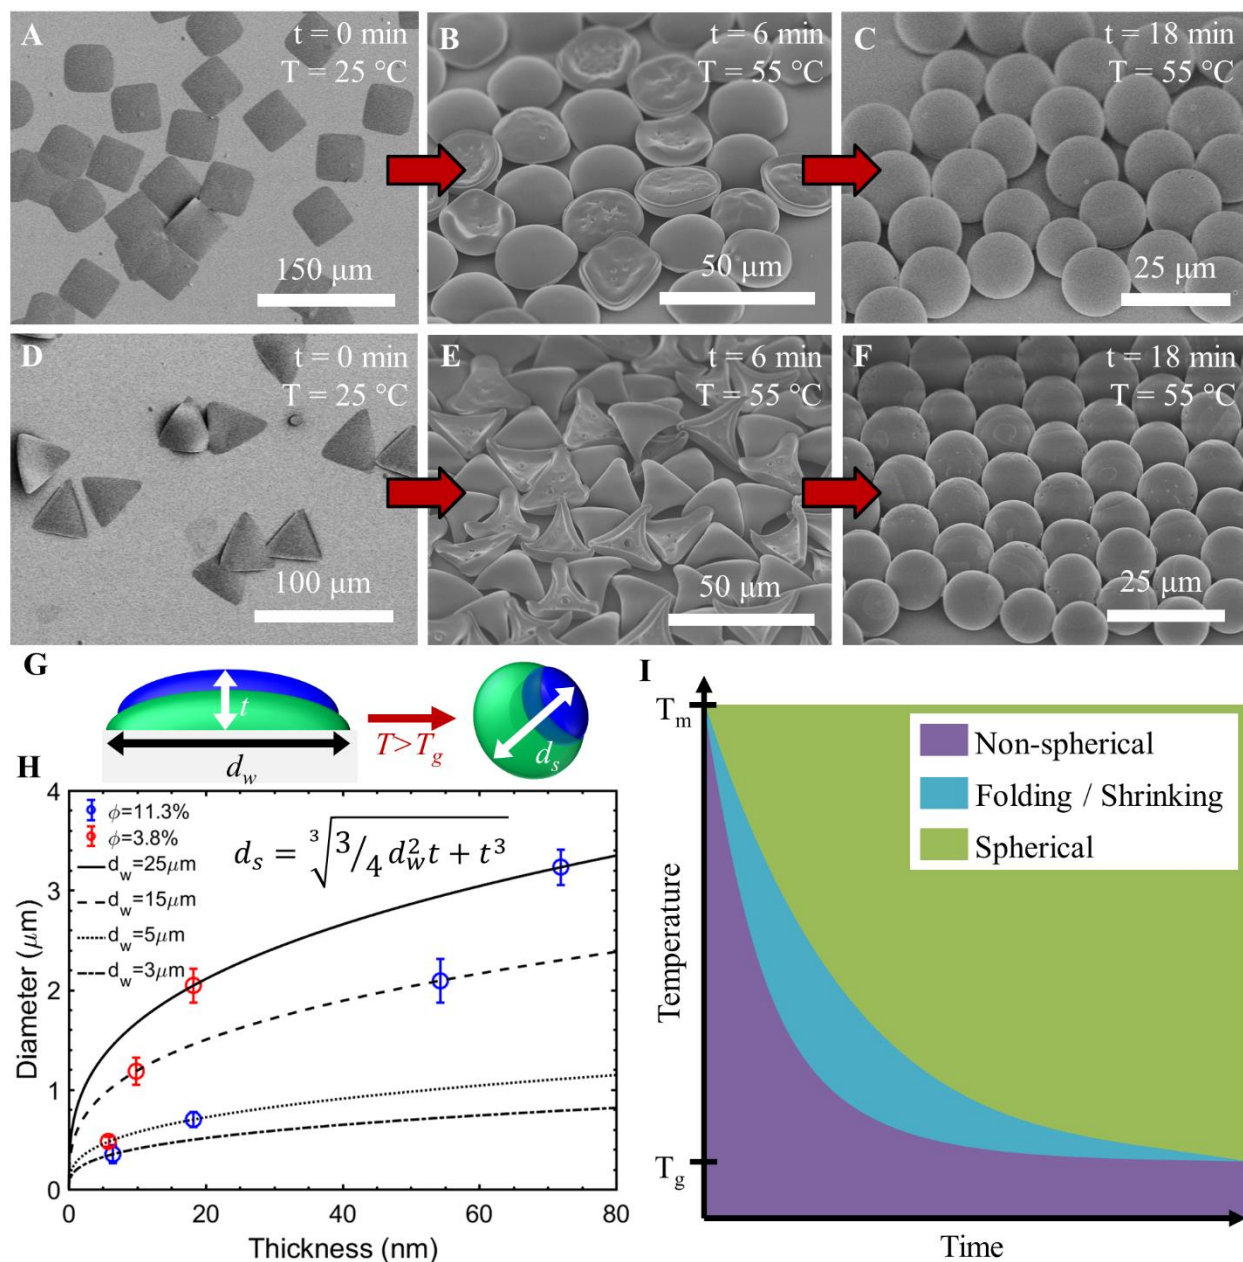 A
t = 0 min
T = 25 °C
150 μm
B
t = 6 min
T = 55 °C
50 μm
C
t = 18 min
T = 55 °C
25 μm
D
t = 0 min
T = 25 °C
100 μm
E
t = 6 min
T = 55 °C
50 μm
F
t = 18 min
T = 55 °C
25 μm
G
t
d_w
T>T_g
d_s
H
4
3
2
1
0
Diameter (μm)
ϕ=11.3%
ϕ=3.8%
d_w=25μm
d_w=15μm
d_w=5μm
d_w=3μm
d_s = ∛(3/4 d_w^2 t + t^3)
0 20 40 60 80
Thickness (nm)
I
T_m
Temperature
T_g
Non-spherical
Folding / Shrinking
Spherical
Time